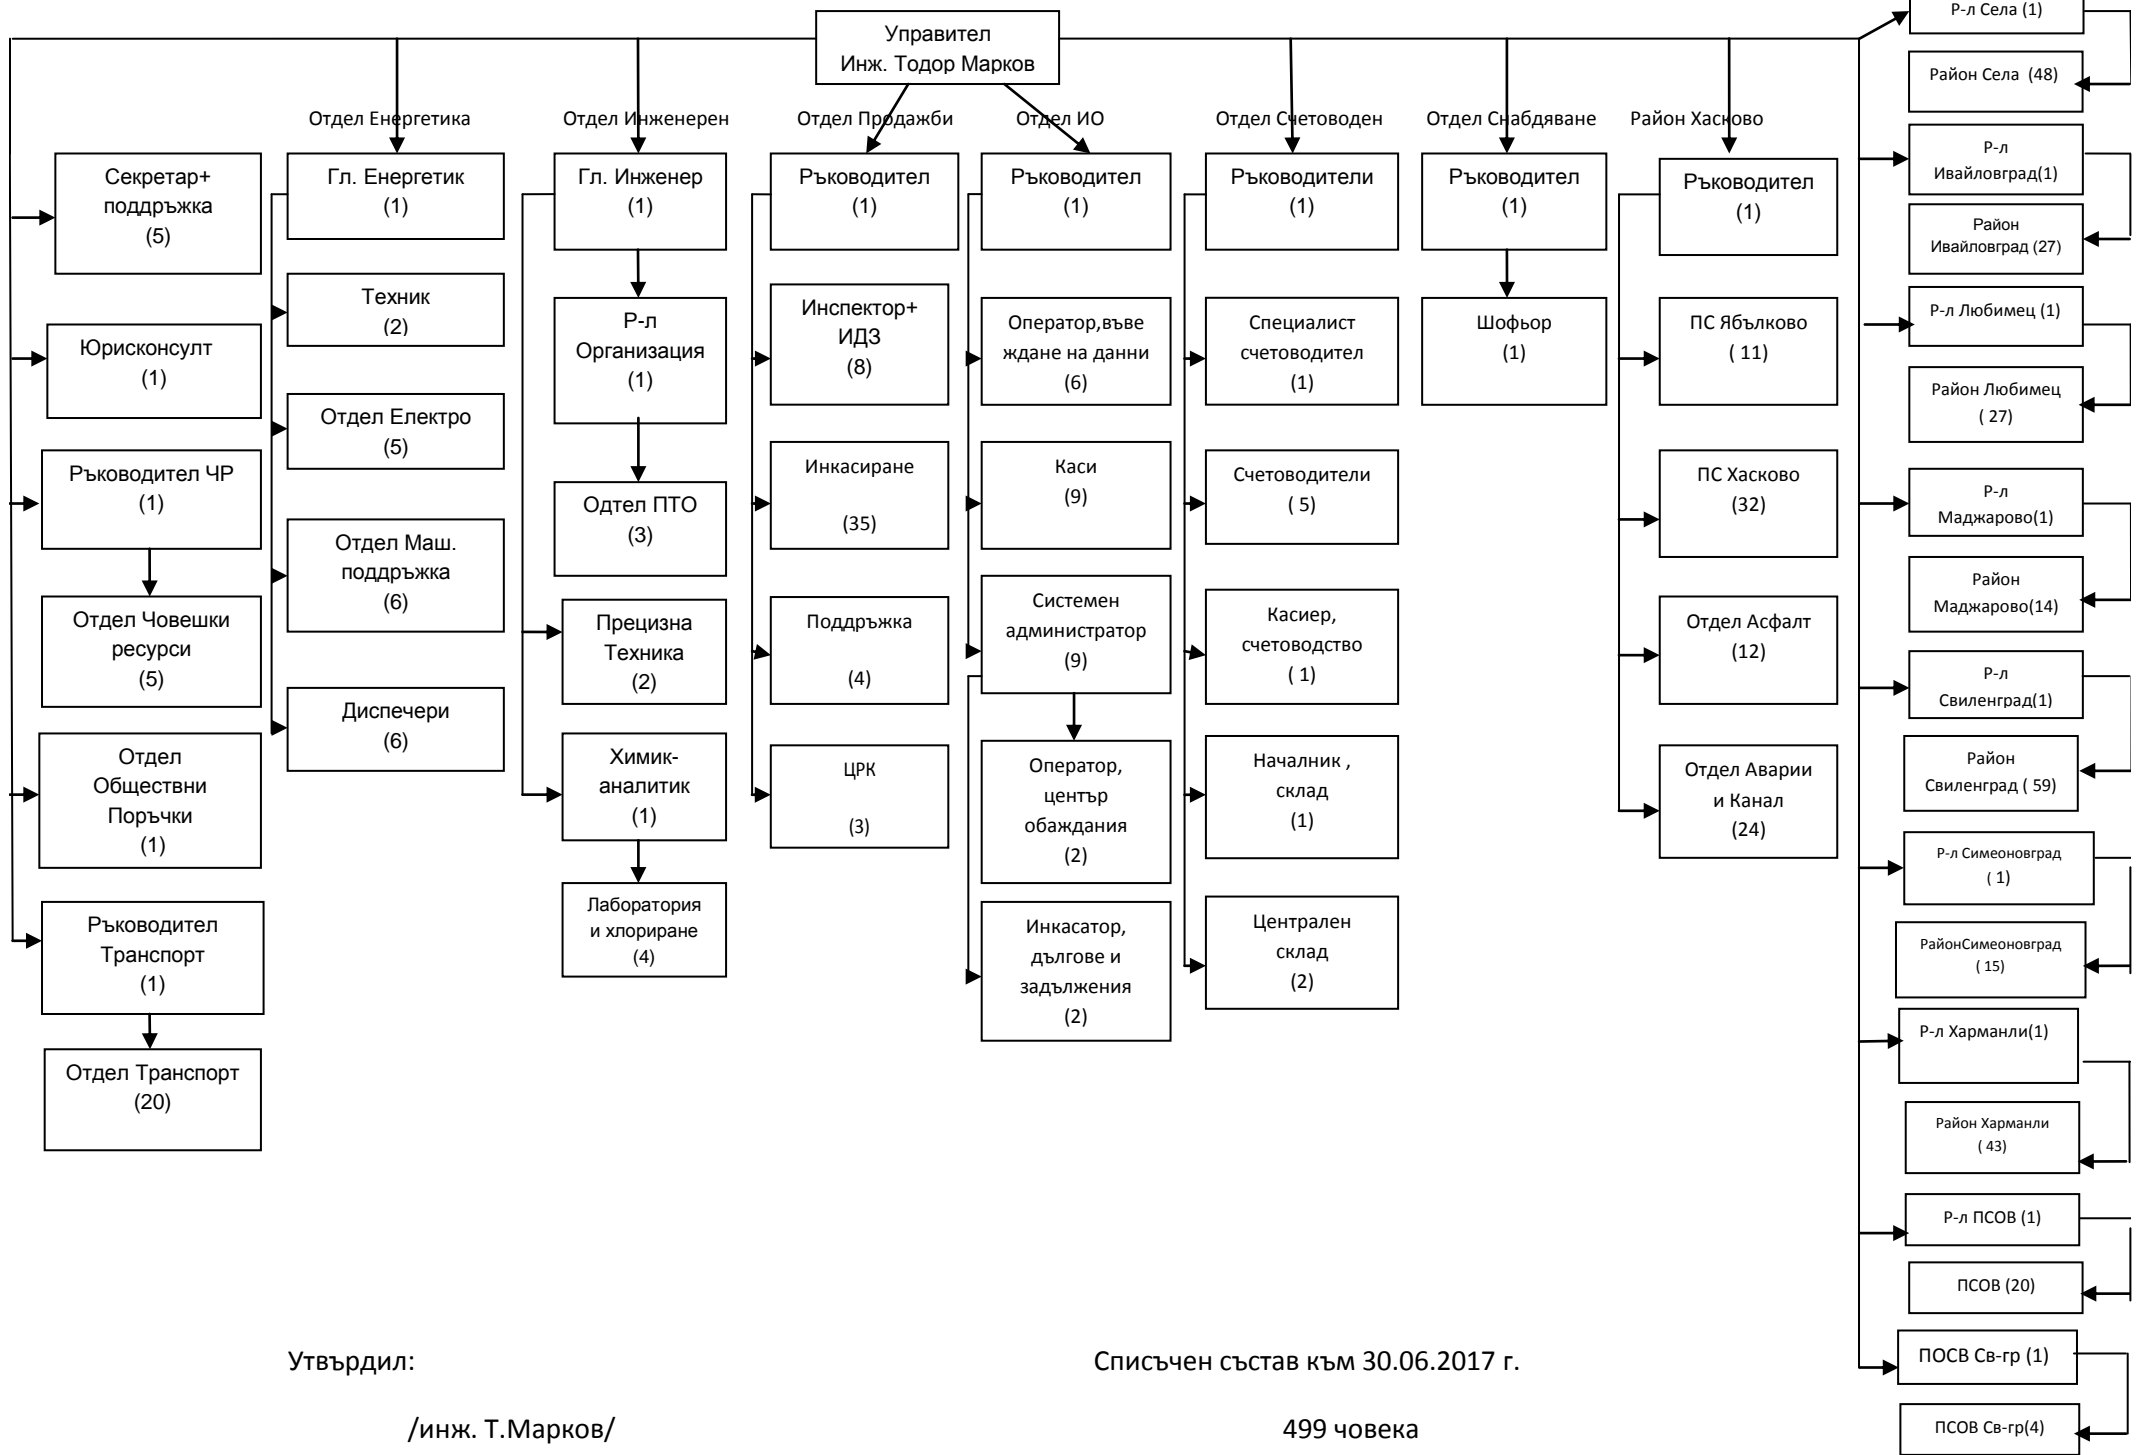 Управител
Инж. Тодор Марков
Отдел Енергетика
Отдел Инженерен
Отдел Продажби
Отдел ИО
Отдел Счетоводен
Отдел Снабдяване
Район Хасково
Секретар+
поддръжка
(5)
Юрисконсулт
(1)
Ръководител ЧР
(1)
Отдел Човешки
ресурси
(5)
Отдел
Обществни
Поръчки
(1)
Ръководител
Транспорт
(1)
Отдел Транспорт
(20)
Гл. Енергетик
(1)
Техник
(2)
Отдел Електро
(5)
Отдел Маш.
поддръжка
(6)
Диспечери
(6)
Гл. Инженер
(1)
Р-л
Организация
(1)
Одтел ПТО
(3)
Прецизна
Техника
(2)
Химик-
аналитик
(1)
Лаборатория
и хлориране
(4)
Ръководител
(1)
Инспектор+
ИДЗ
(8)
Инкасиране
(35)
Поддръжка
(4)
ЦРК
(3)
Ръководител
(1)
Оператор,въве
ждане на данни
(6)
Каси
(9)
Системен
администратор
(9)
Оператор,
център
обаждания
(2)
Инкасатор,
дългове и
задължения
(2)
Ръководители
(1)
Специалист
счетоводител
(1)
Счетоводители
( 5)
Касиер,
счетоводство
( 1)
Началник ,
склад
(1)
Централен
склад
(2)
Ръководител
(1)
Шофьор
(1)
Ръководител
(1)
ПС Ябълково
( 11)
ПС Хасково
(32)
Отдел Асфалт
(12)
Отдел Аварии
и Канал
(24)
Р-л Села (1)
Район Села (48)
Р-л
Ивайловград(1)
Район
Ивайловград (27)
Р-л Любимец (1)
Район Любимец
( 27)
Р-л
Маджарово(1)
Район
Маджарово(14)
Р-л
Свиленград(1)
Район
Свиленград ( 59)
Р-л Симеоновград
( 1)
РайонСимеоновград
( 15)
Р-л Харманли(1)
Район Харманли
( 43)
Р-л ПСОВ (1)
ПСОВ (20)
ПОСВ Св-гр (1)
ПСОВ Св-гр(4)
Утвърдил:
/инж. Т.Марков/
Списъчен състав към 30.06.2017 г.
499 човека